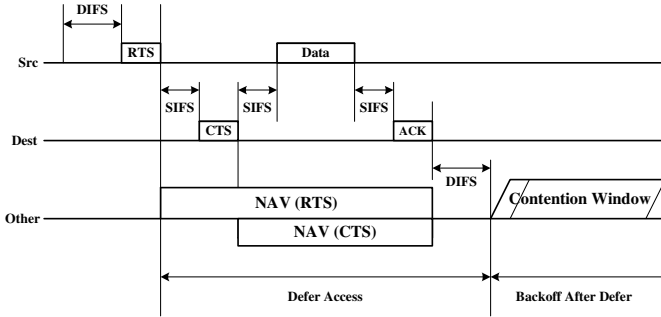 DIFS
RTS
Data
Src
SIFS
SIFS
SIFS
CTS
ACK
Dest
DIFS
NAV (RTS)
Contention Window
Other
NAV (CTS)
Defer Access
Backoff After Defer